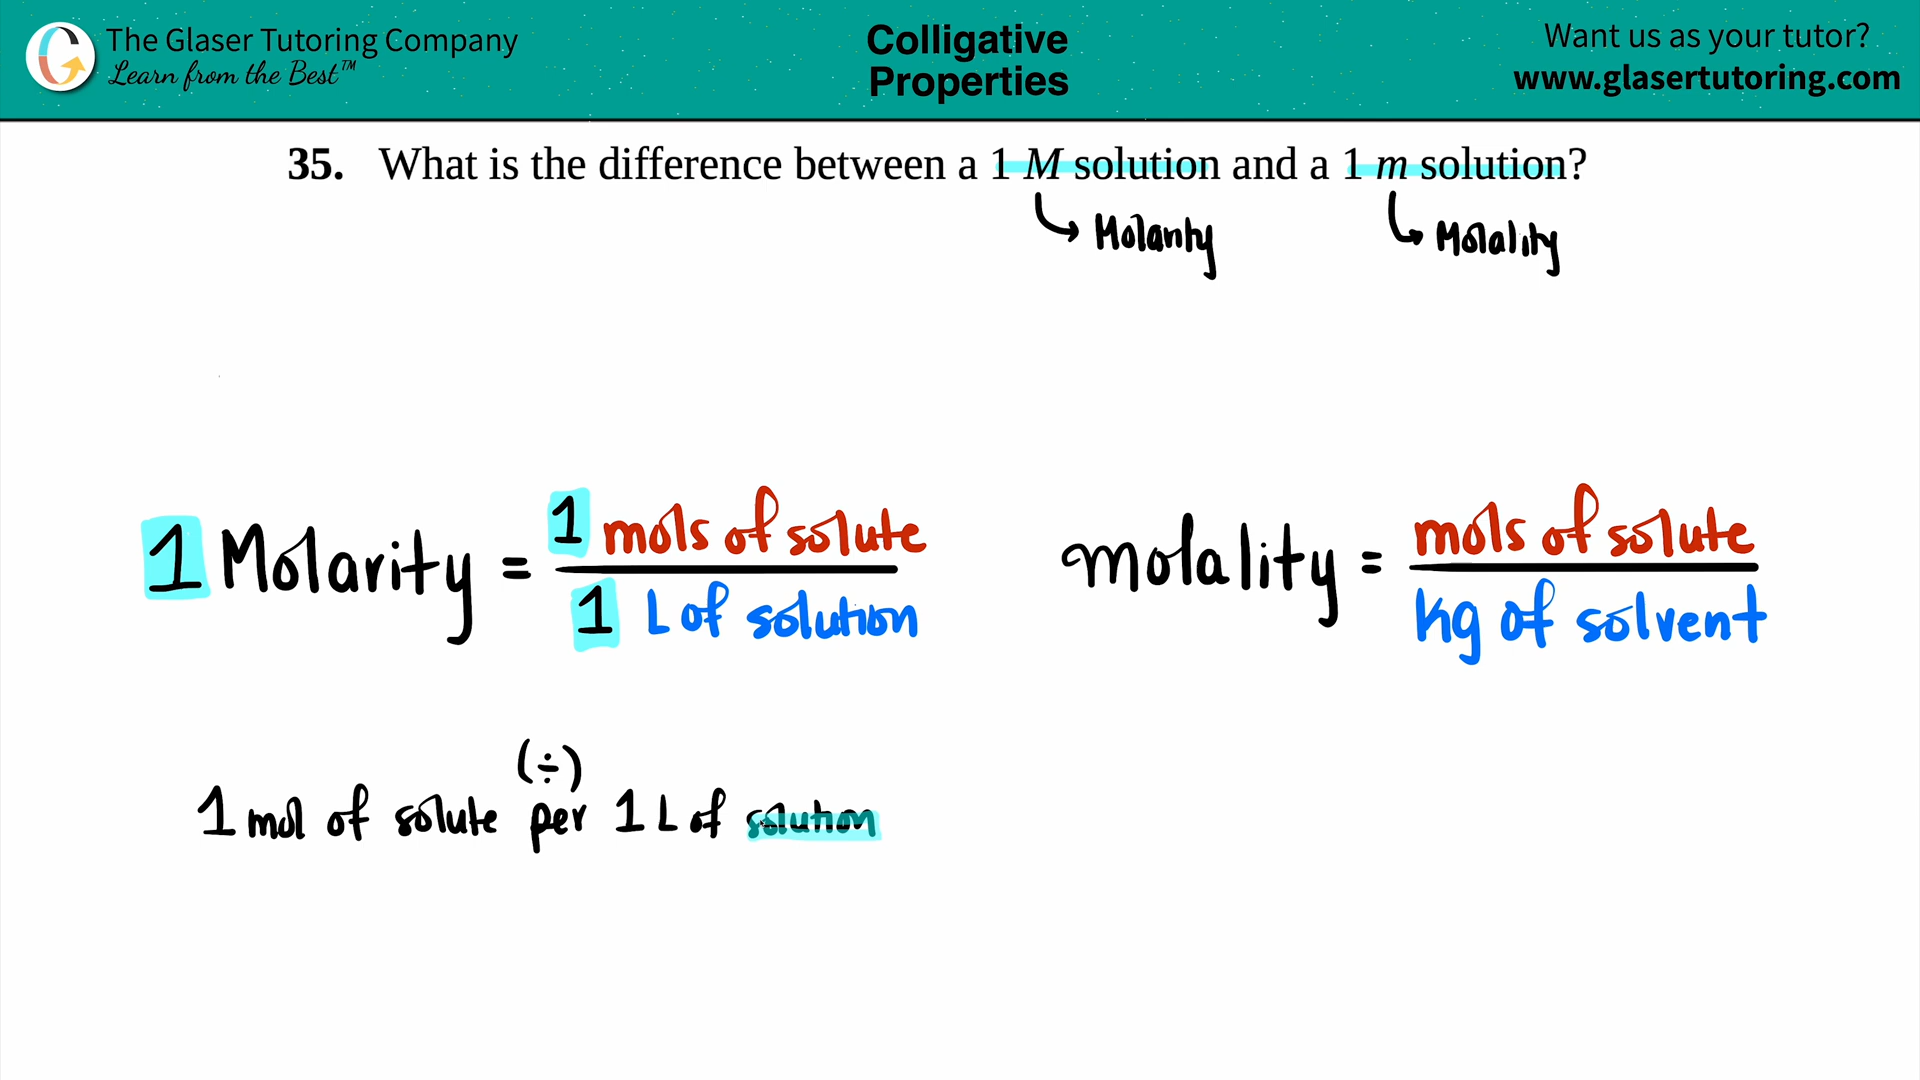 The Glaser Tutoring Company
Learn from the Best™
Colligative
Properties
Want us as your tutor?
www.glasertutoring.com
35. What is the difference between a 1 M solution and a 1 m solution?
Molarity
Molality
1 Molarity = 1 mols of solute
1 L of solution
molality = mols of solute
kg of solvent
(÷)
1 mol of solute per 1 L of solution